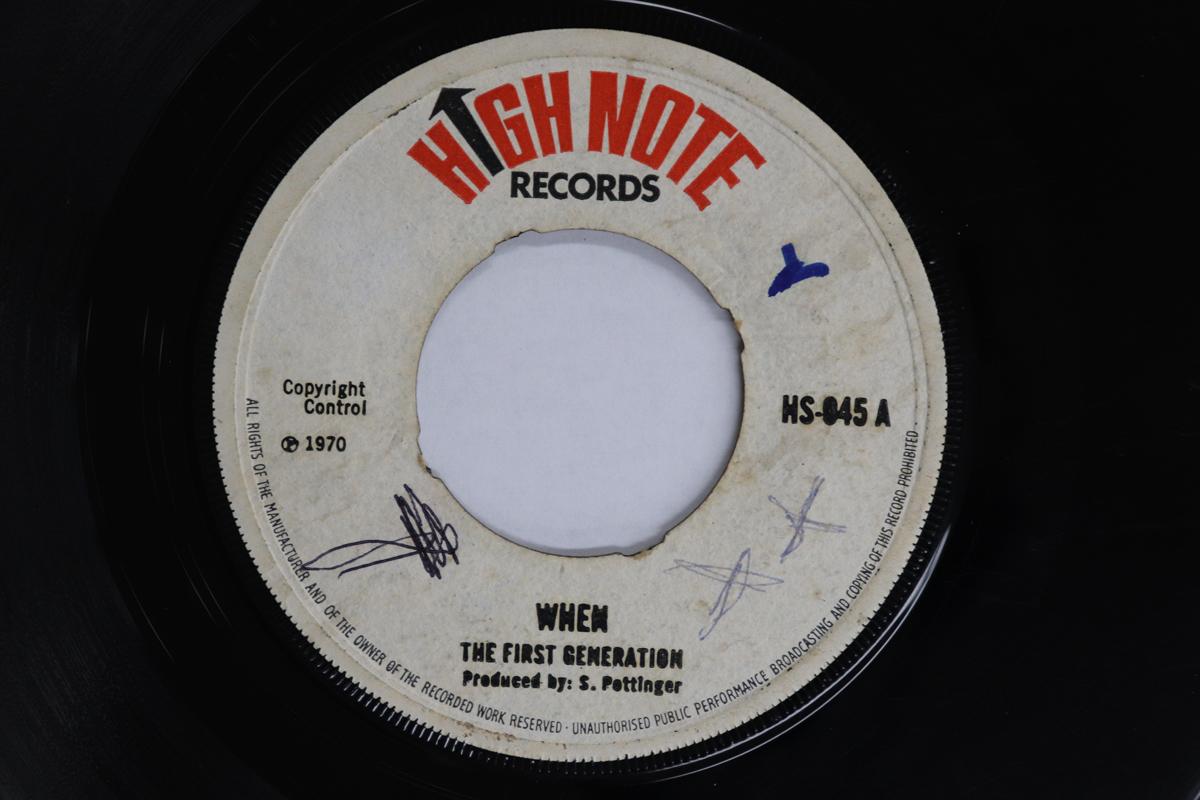 HIGH NOTE
RECORDS
Copyright
Control
℗ 1970
HS-045 A
WHEN
THE FIRST GENERATION
Produced by: S. Pottinger
ALL RIGHTS OF THE MANUFACTURER AND OF THE OWNER OF THE RECORDED WORK RESERVED · UNAUTHORISED PUBLIC PERFORMANCE BROADCASTING AND COPYING OF THIS RECORD PROHIBITED.